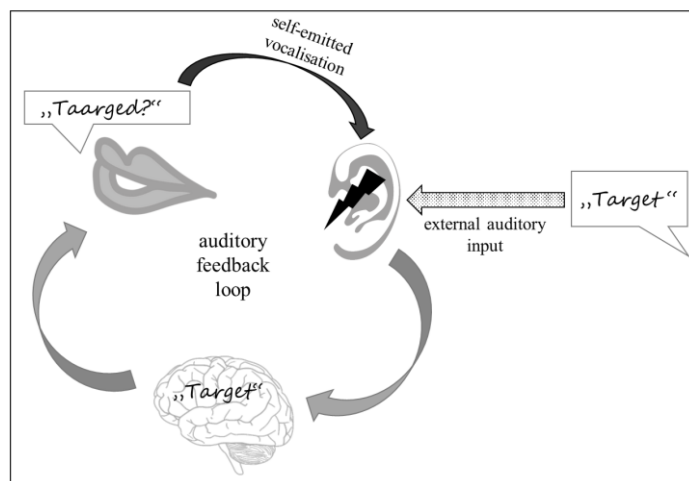 self-emitted
vocalisation
„Taarged?“
„Target“
external auditory
input
auditory
feedback
loop
„Target“